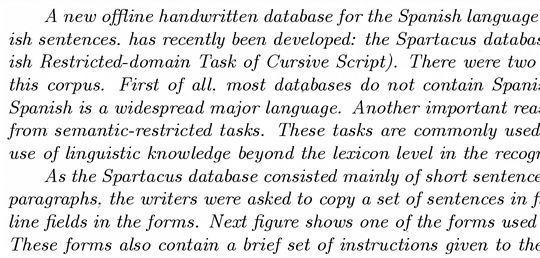 A new offline handwritten database for the Spanish language
ish sentences, has recently been developed: the Spartacus databas
ish Restricted-domain Task of Cursive Script). There were two
this corpus. First of all, most databases do not contain Spani
Spanish is a widespread major language. Another important rea
from semantic-restricted tasks. These tasks are commonly used
use of linguistic knowledge beyond the lexicon level in the recogn
As the Spartacus database consisted mainly of short sentence
paragraphs, the writers were asked to copy a set of sentences in f
line fields in the forms. Next figure shows one of the forms used
These forms also contain a brief set of instructions given to the